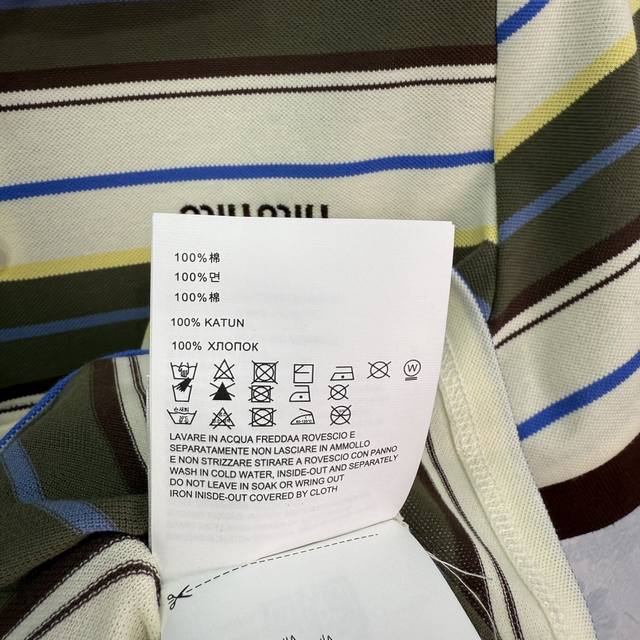 100%棉
100%면
100%棉
100% KATUN
100% ХЛОПОК
W
LAVARE IN ACQUA FREDDAA ROVESCIO E
SEPARATAMENTE NON LASCIARE IN AMMOLLO
E NON STRIZZARE STIRARE A ROVESCIO CON PANNO
WASH IN COLD WATER, INSIDE-OUT AND SEPARATELY
DO NOT LEAVE IN SOAK OR WRING OUT
IRON INISDE-OUT COVERED BY CLOTH